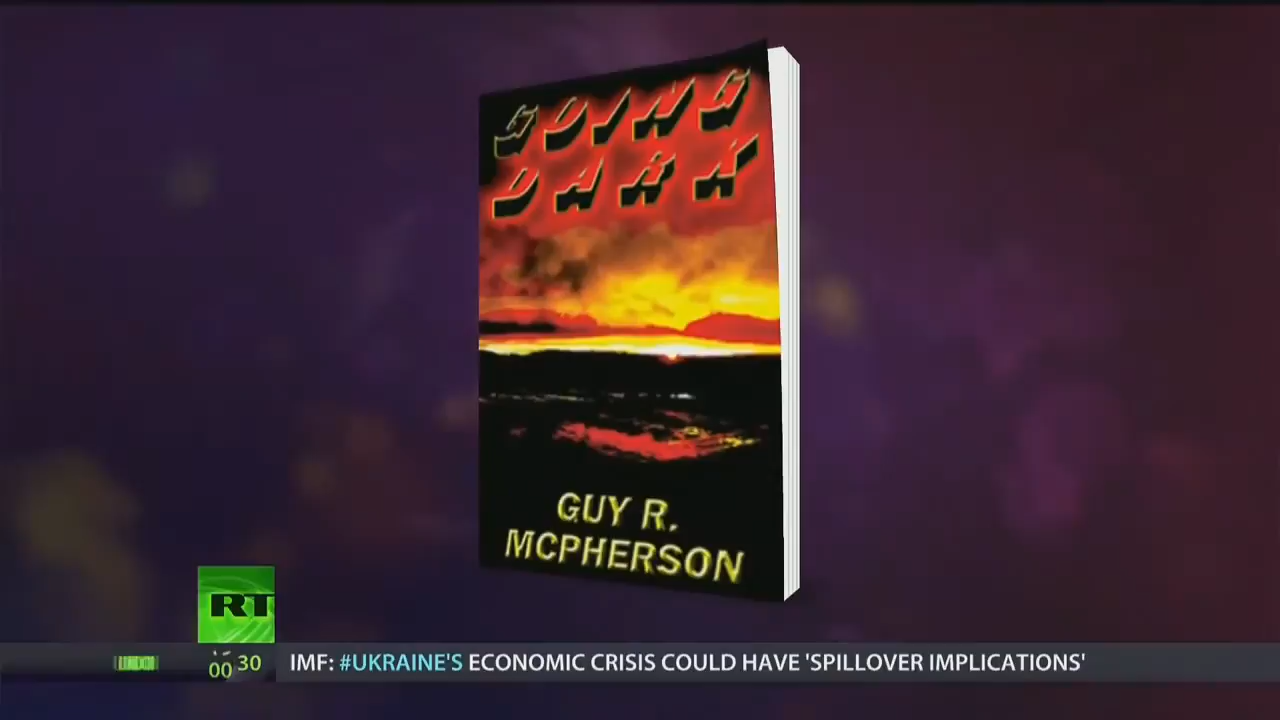 GOING
DARK
GUY R.
MCPHERSON
RT
00 30 IMF: #UKRAINE'S ECONOMIC CRISIS COULD HAVE 'SPILLOVER IMPLICATIONS'